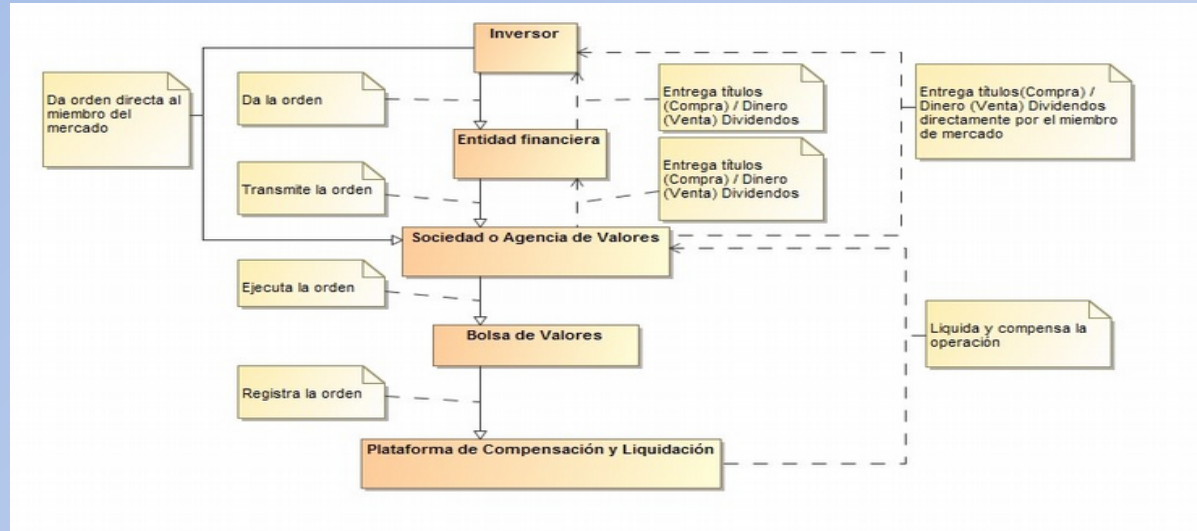 Inversor
Da orden directa al
miembro del
mercado
Da la orden
Entrega títulos
(Compra) / Dinero
(Venta) Dividendos
Entrega títulos(Compra) /
Dinero (Venta) Dividendos
directamente por el miembro
de mercado
Entidad financiera
Transmite la orden
Entrega títulos
(Compra) / Dinero
(Venta) Dividendos
Sociedad o Agencia de Valores
Ejecuta la orden
Bolsa de Valores
Liquida y compensa la
operación
Registra la orden
Plataforma de Compensación y Liquidación